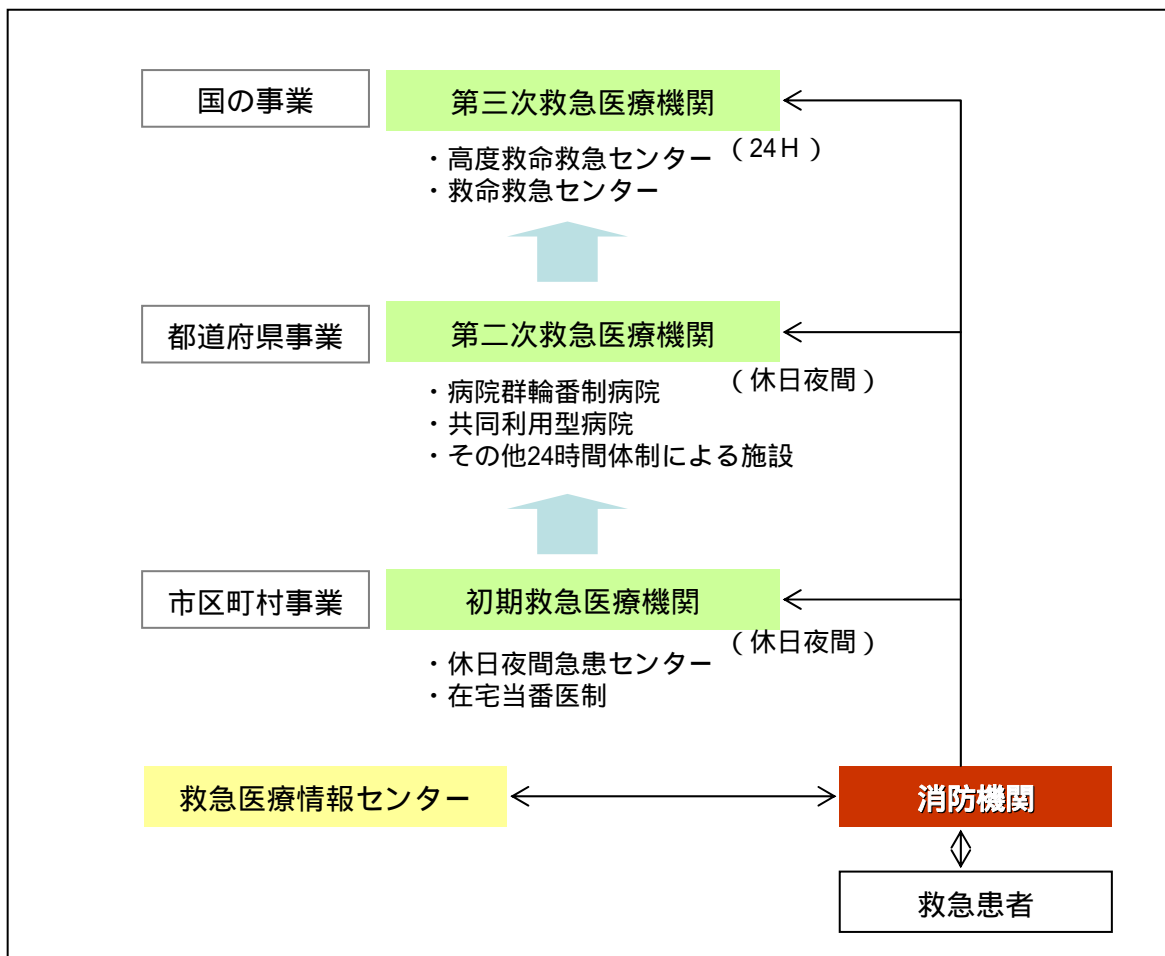 国の事業
第三次救急医療機関
(24H)
・高度救命救急センター
・救命救急センター
都道府県事業
第二次救急医療機関
(休日夜間)
・病院群輪番制病院
・共同利用型病院
・その他24時間体制による施設
市区町村事業
初期救急医療機関
(休日夜間)
・休日夜間急患センター
・在宅当番医制
救急医療情報センター
消防機関
救急患者